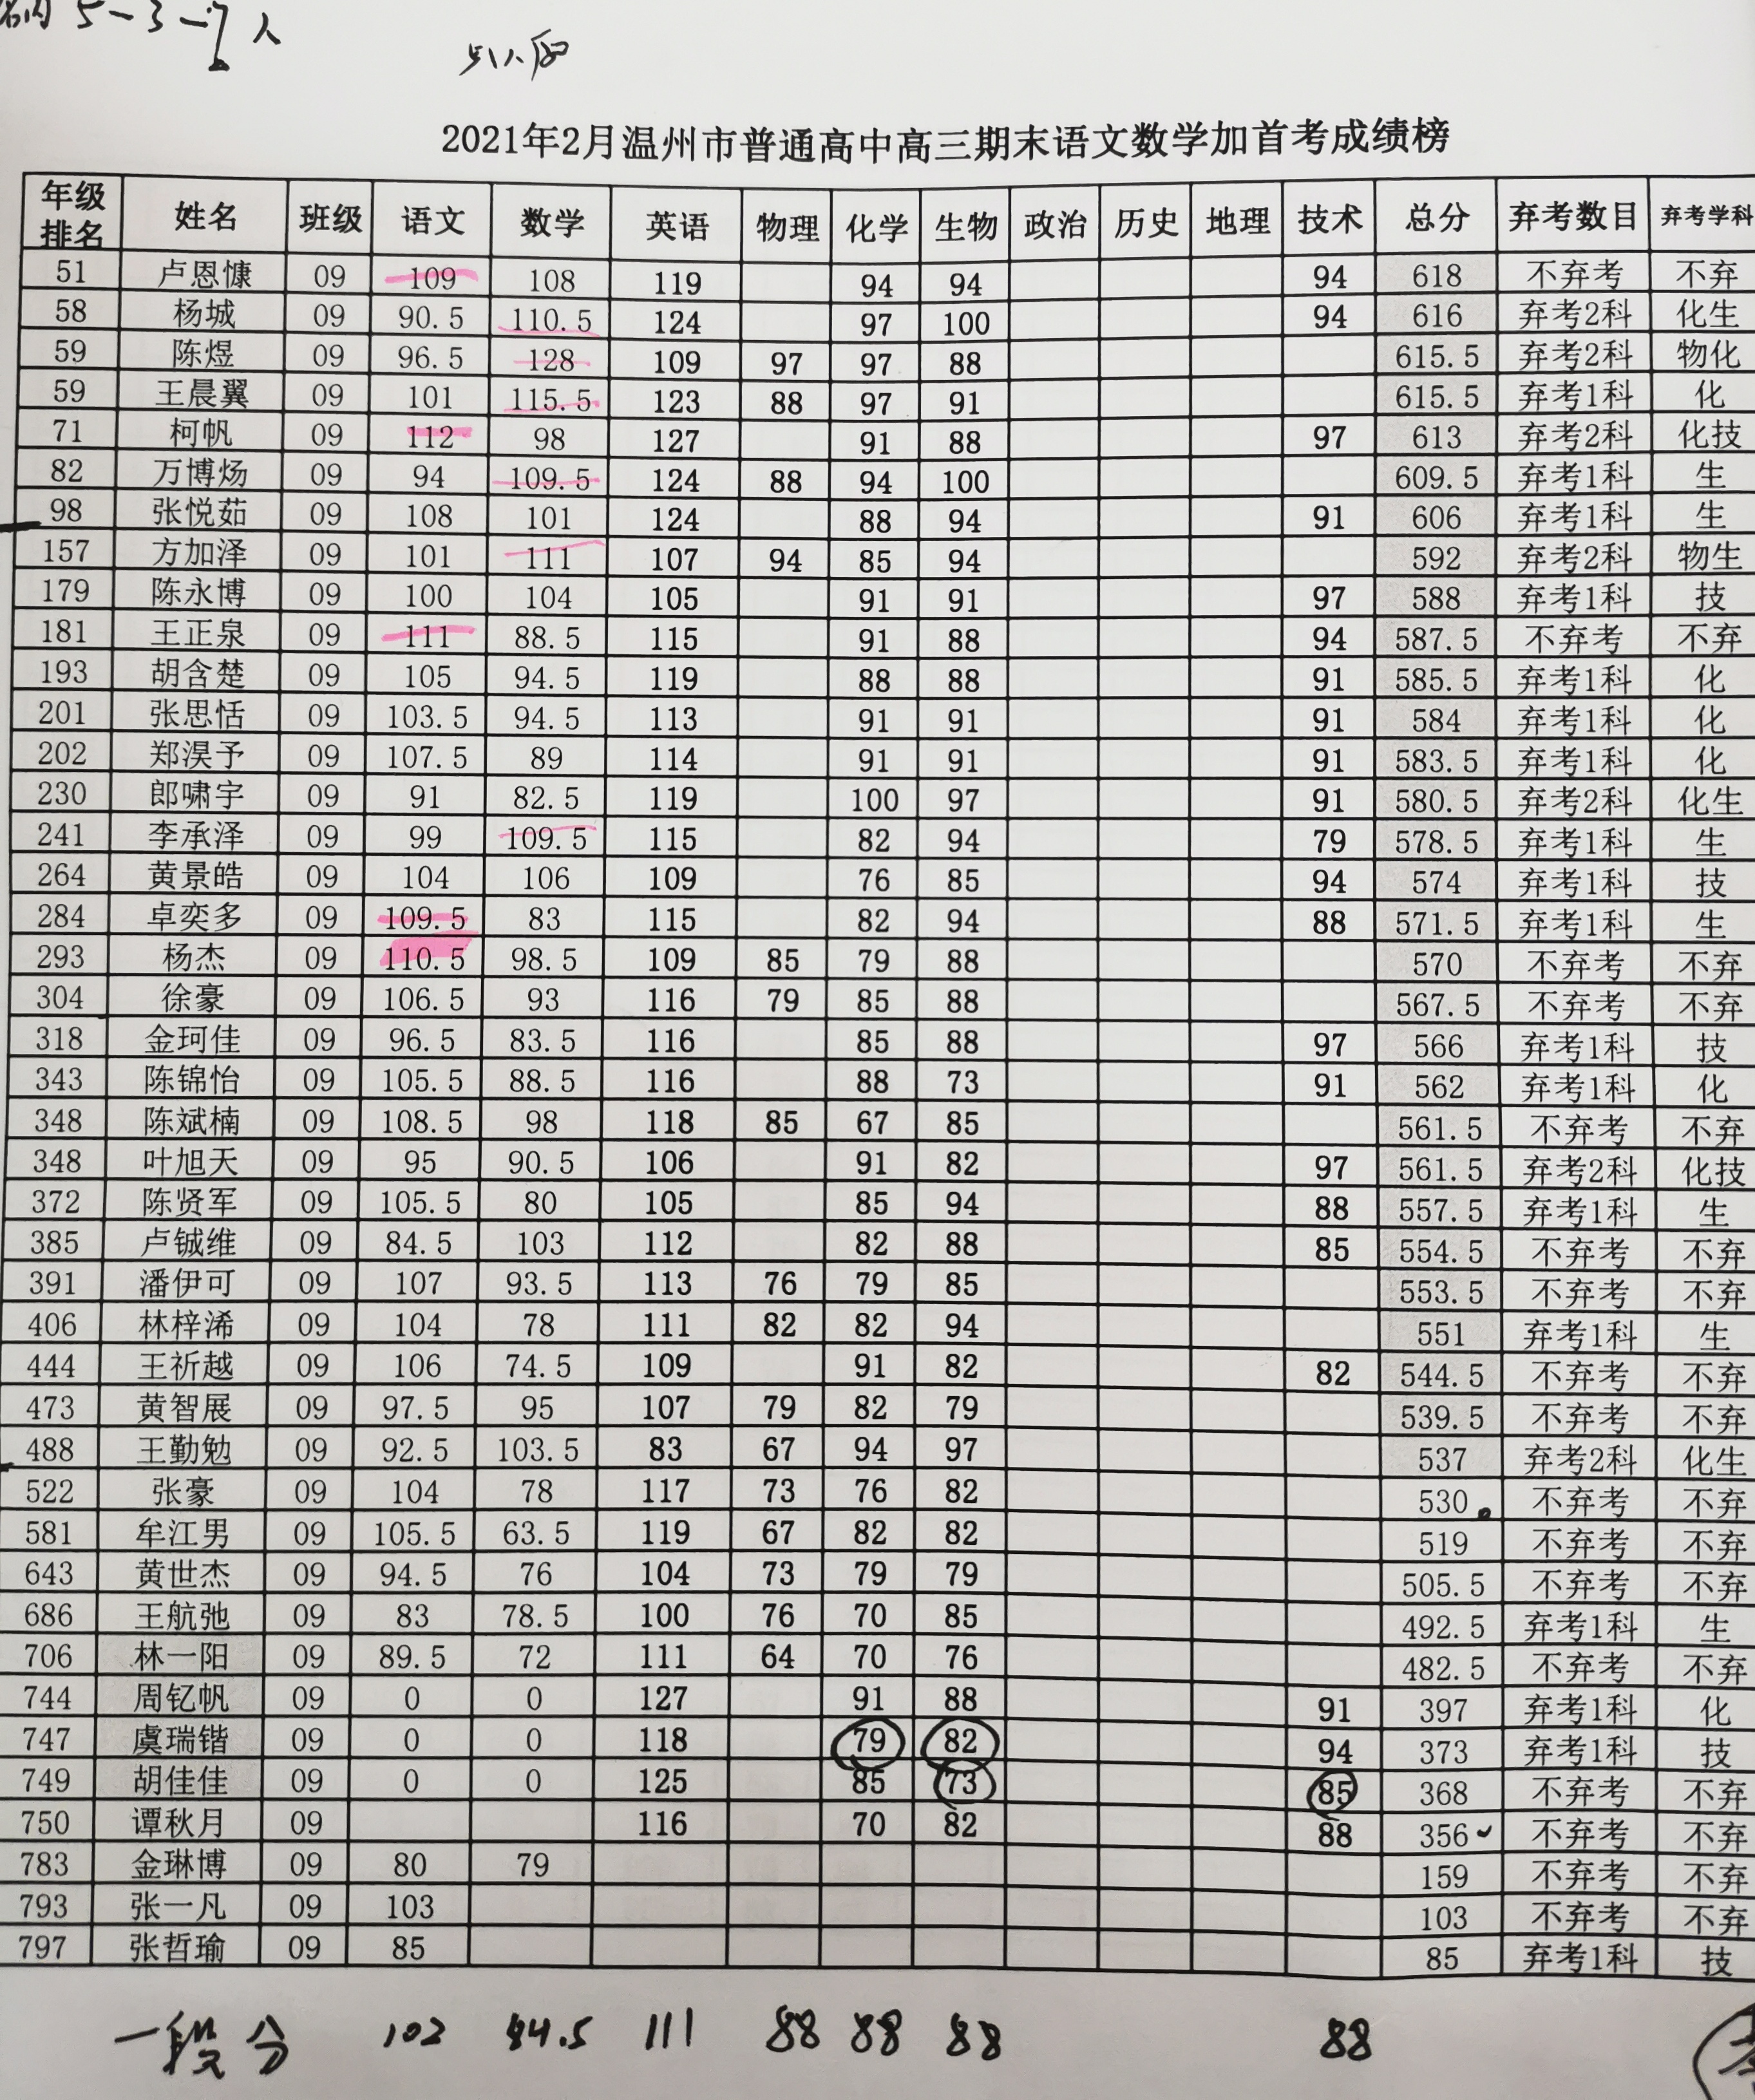 名内 5-3-7人
2021年2月温州市普通高中高三期末语文数学加首考成绩榜
年级排名 姓名 班级 语文 数学 英语 物理 化学 生物 政治 历史 地理 技术 总分 弃考数目 弃考学科
51 卢恩慷 09 109 108 119 94 94 94 618 不弃考 不弃
58 杨城 09 90.5 110.5 124 97 100 94 616 弃考2科 化生
59 陈煜 09 96.5 128 109 97 97 88 615.5 弃考2科 物化
59 王晨翼 09 101 115.5 123 88 97 91 615.5 弃考1科 化
71 柯帆 09 112 98 127 91 88 97 613 弃考2科 化技
82 万博炀 09 94 109.5 124 88 94 100 609.5 弃考1科 生
98 张悦茹 09 108 101 124 88 94 91 606 弃考1科 生
157 方加泽 09 101 111 107 94 85 94 592 弃考2科 物生
179 陈永博 09 100 104 105 91 91 97 588 弃考1科 技
181 王正泉 09 111 88.5 115 91 88 94 587.5 不弃考 不弃
193 胡含楚 09 105 94.5 119 88 88 91 585.5 弃考1科 化
201 张思恬 09 103.5 94.5 113 91 91 91 584 弃考1科 化
202 郑淏予 09 107.5 89 114 91 91 91 583.5 弃考1科 化
230 郎啸宇 09 91 82.5 119 100 97 91 580.5 弃考2科 化生
241 李承泽 09 99 109.5 115 82 94 79 578.5 弃考1科 生
264 黄景皓 09 104 106 109 76 85 94 574 弃考1科 技
284 卓奕多 09 109.5 83 115 82 94 88 571.5 弃考1科 生
293 杨杰 09 110.5 98.5 109 85 79 88 570 不弃考 不弃
304 徐豪 09 106.5 93 116 79 85 88 567.5 不弃考 不弃
318 金珂佳 09 96.5 83.5 116 85 88 97 566 弃考1科 技
343 陈锦怡 09 105.5 88.5 116 88 73 91 562 弃考1科 化
348 陈斌楠 09 108.5 98 118 85 67 85 561.5 不弃考 不弃
348 叶旭天 09 95 90.5 106 91 82 97 561.5 弃考2科 化技
372 陈贤军 09 105.5 80 105 85 94 88 557.5 弃考1科 生
385 卢铖维 09 84.5 103 112 82 88 85 554.5 不弃考 不弃
391 潘伊可 09 107 93.5 113 76 79 85 553.5 不弃考 不弃
406 林梓浠 09 104 78 111 82 82 94 551 弃考1科 生
444 王祈越 09 106 74.5 109 91 82 82 544.5 不弃考 不弃
473 黄智展 09 97.5 95 107 79 82 79 539.5 不弃考 不弃
488 王勤勉 09 92.5 103.5 83 67 94 97 537 弃考2科 化生
522 张豪 09 104 78 117 73 76 82 530 不弃考 不弃
581 牟江男 09 105.5 63.5 119 67 82 82 519 不弃考 不弃
643 黄世杰 09 94.5 76 104 73 79 79 505.5 不弃考 不弃
686 王航弛 09 83 78.5 100 76 70 85 492.5 弃考1科 生
706 林一阳 09 89.5 72 111 64 70 76 482.5 不弃考 不弃
744 周钇帆 09 0 0 127 91 88 91 397 弃考1科 化
747 虞瑞锴 09 0 0 118 79 82 94 373 弃考1科 技
749 胡佳佳 09 0 0 125 85 73 85 368 不弃考 不弃
750 谭秋月 09 116 70 82 88 356 不弃考 不弃
783 金琳博 09 80 79 159 不弃考 不弃
793 张一凡 09 103 103 不弃考 不弃
797 张哲瑜 09 85 85 弃考1科 技
一段分 102 94.5 111 88 88 88 88